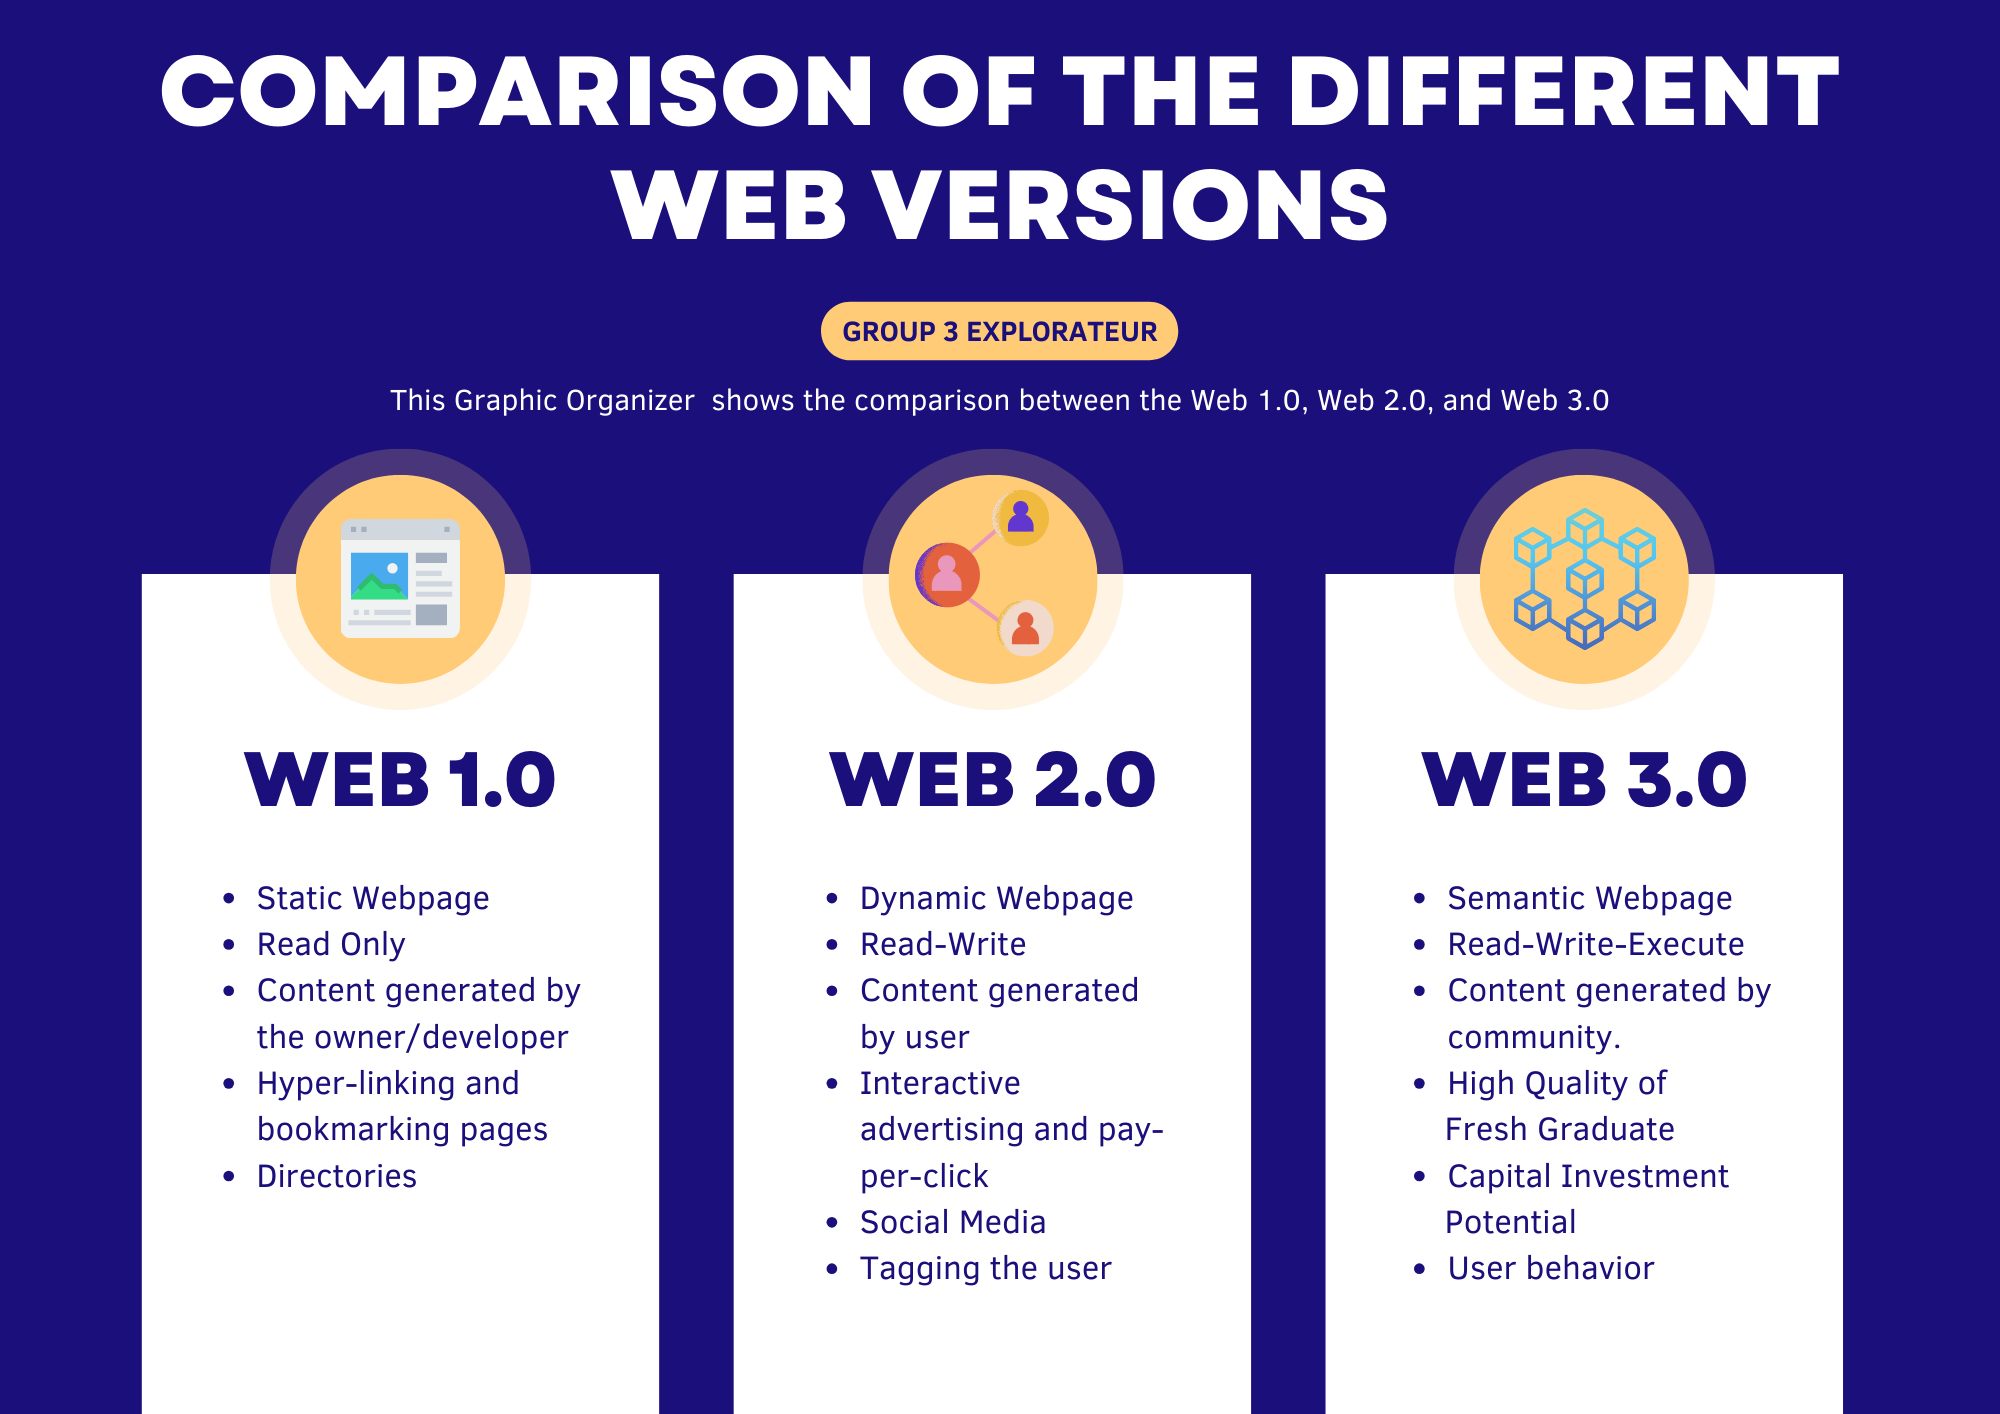 COMPARISON OF THE DIFFERENT
WEB VERSIONS
GROUP 3 EXPLORATEUR
This Graphic Organizer  shows the comparison between the Web 1.0, Web 2.0, and Web 3.0
WEB 1.0
• Static Webpage
• Read Only
• Content generated by
the owner/developer
• Hyper-linking and
bookmarking pages
• Directories
WEB 2.0
• Dynamic Webpage
• Read-Write
• Content generated
by user
• Interactive
advertising and pay-
per-click
• Social Media
• Tagging the user
WEB 3.0
• Semantic Webpage
• Read-Write-Execute
• Content generated by
community.
• High Quality of
Fresh Graduate
• Capital Investment
Potential
• User behavior